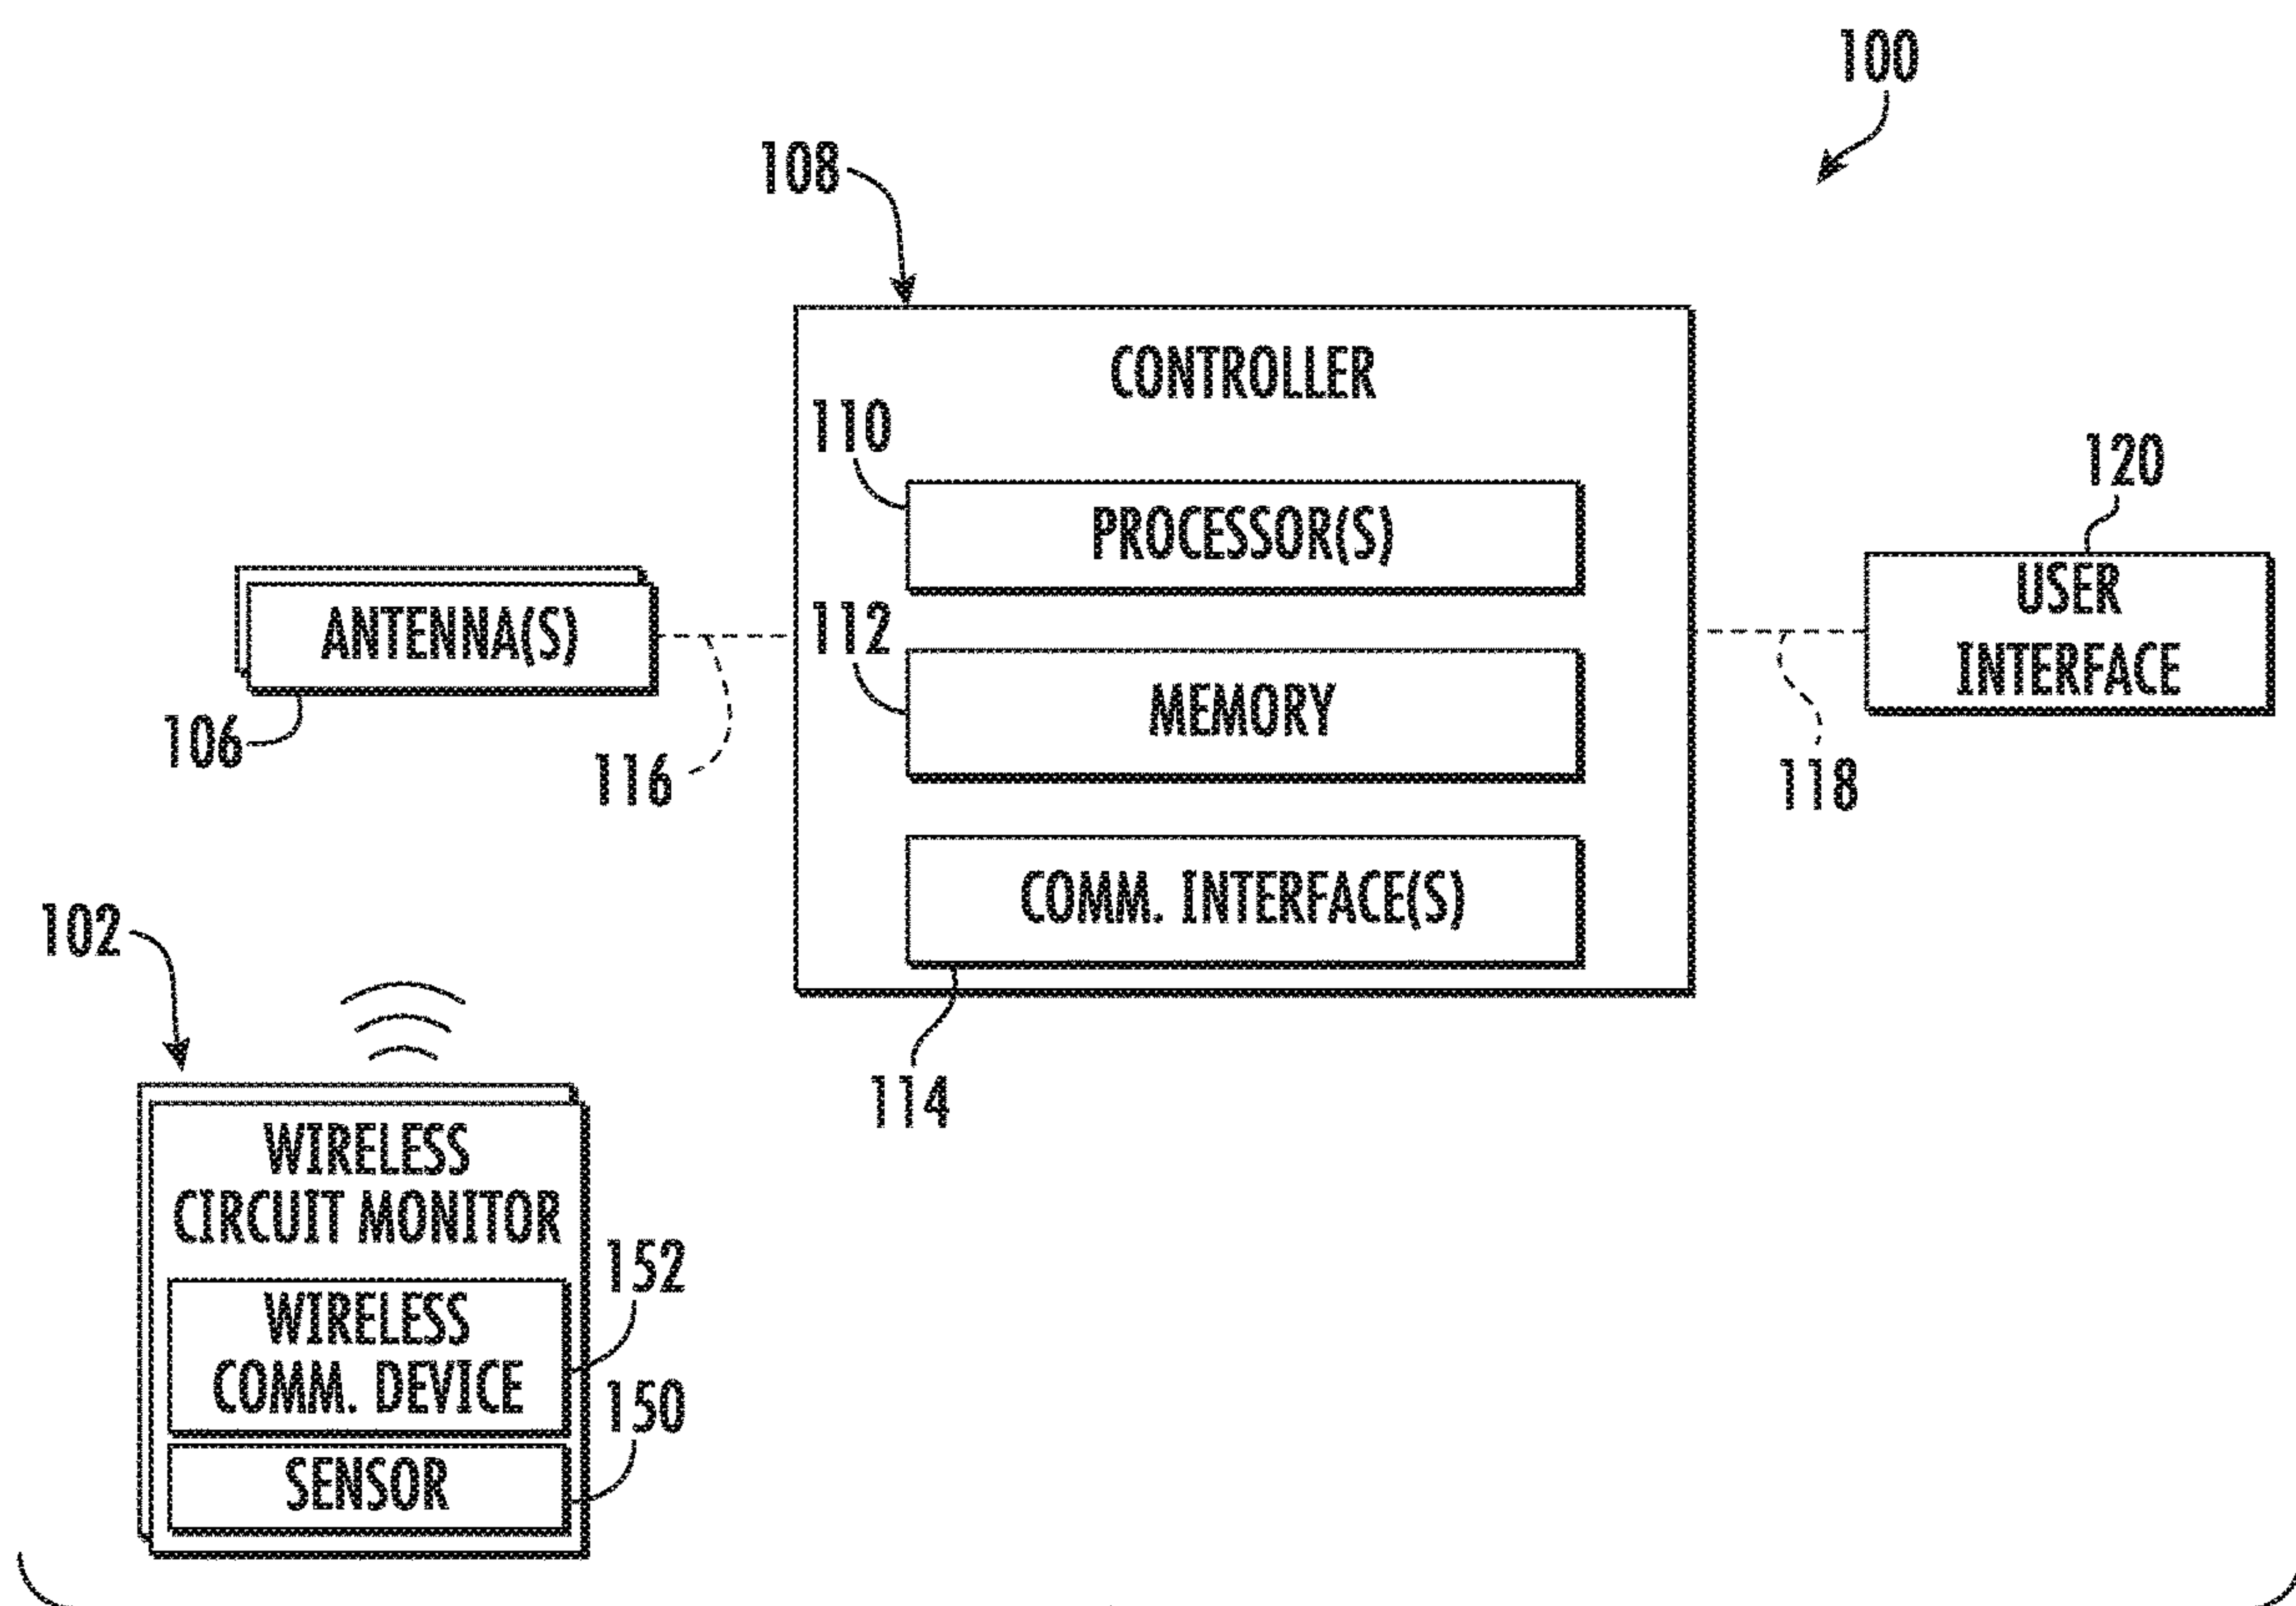 100
108
CONTROLLER
110
PROCESSOR(S)
120
USER
INTERFACE
ANTENNA(S)
112
MEMORY
106
116
118
COMM. INTERFACE(S)
102
114
WIRELESS
CIRCUIT MONITOR
152
WIRELESS
COMM. DEVICE
150
SENSOR